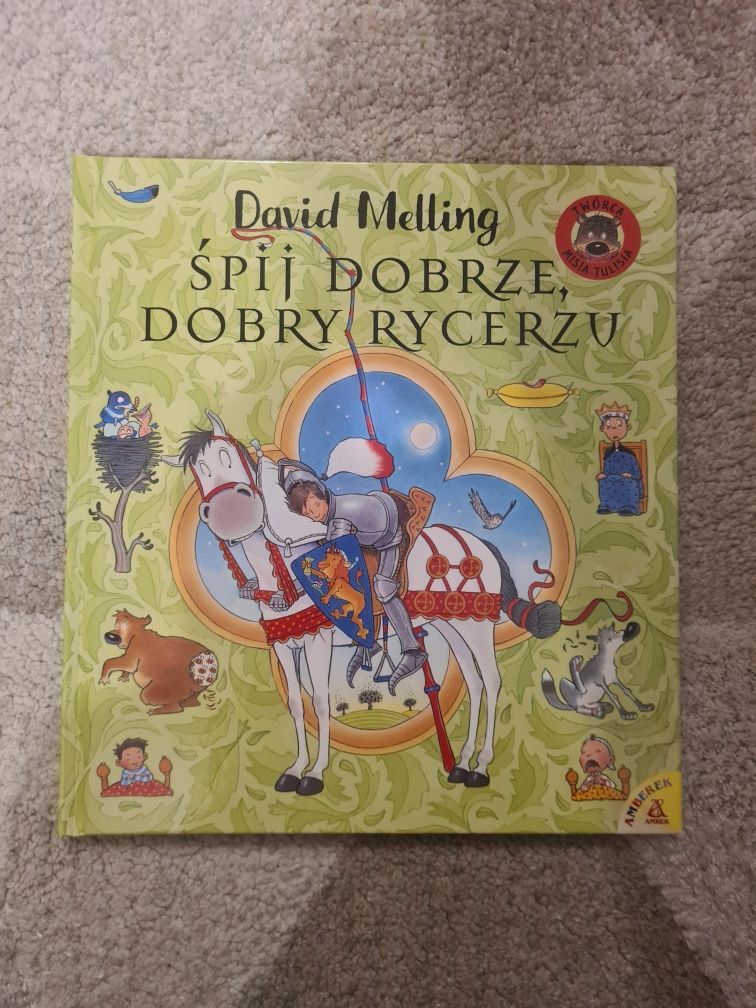 David Melling
TWÓRCA
MISIA TULISIA
ŚPIJ DOBRZE,
DOBRY RYCERZU
AMBEREK
AMBER